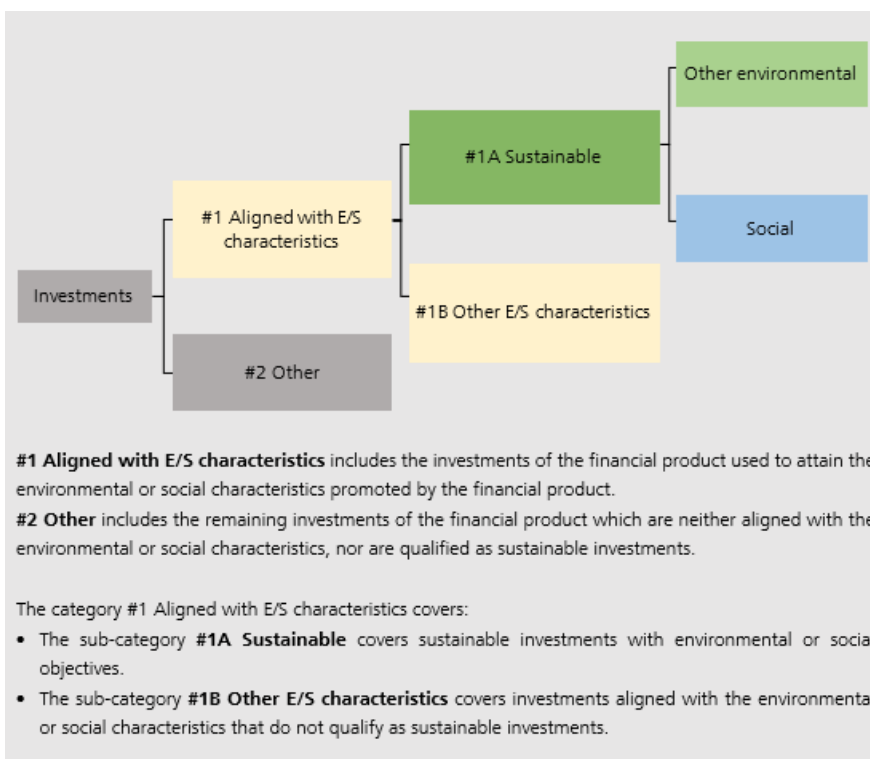 Other environmental
#1A Sustainable
#1 Aligned with E/S
characteristics
Social
Investments
#1B Other E/S characteristics
#2 Other
#1 Aligned with E/S characteristics includes the investments of the financial product used to attain the
environmental or social characteristics promoted by the financial product.
#2 Other includes the remaining investments of the financial product which are neither aligned with the
environmental or social characteristics, nor are qualified as sustainable investments.
The category #1 Aligned with E/S characteristics covers:
• The sub-category #1A Sustainable covers sustainable investments with environmental or socia
objectives.
• The sub-category #1B Other E/S characteristics covers investments aligned with the environmenta
or social characteristics that do not qualify as sustainable investments.